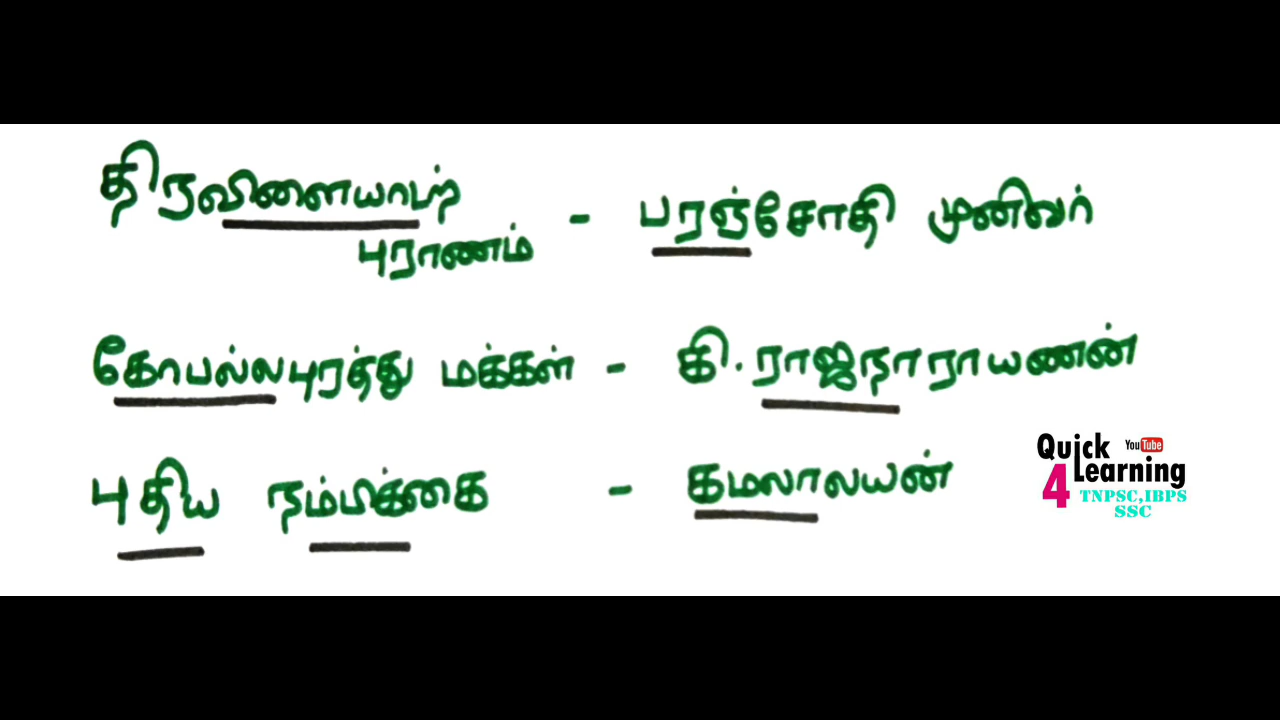 திருவிளையாடற்
புராணம் - பரஞ்சோதி முனிவர்
கோபல்லபுரத்து மக்கள் - கி.ராஜநாராயணன்
புதிய நம்பிக்கை - கமலாலயன்
Quick YouTube
4 Learning
TNPSC,IBPS
SSC